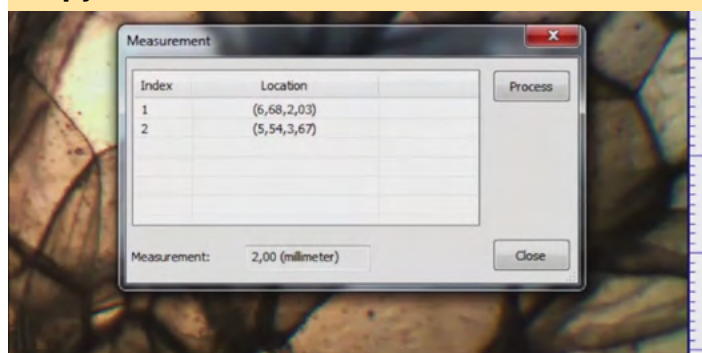 Measurement
Index Location
Process
1 (6,68,2,03)
2 (5,54,3,67)
Measurement: 2,00 (millimeter)
Close